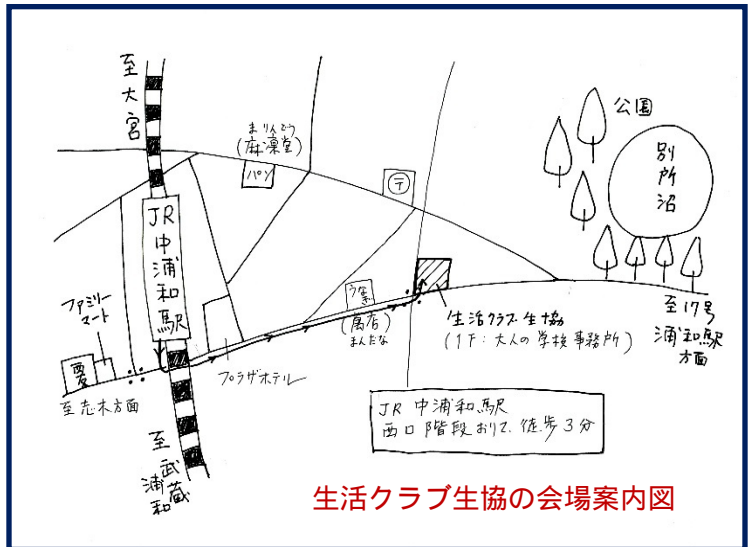 至大宮
まりんどう
(麻凜堂)
パン
〒
公園
別所沼
JR中浦和駅
ファミリーマート
うなぎ
(萬店)
まんだな
生活クラブ生協
(1F:大人の学校事務所)
至17号
浦和駅
方面
プラザホテル
至志木方面
至武蔵浦和
JR 中浦和駅
西口階段おりて、徒歩3分
生活クラブ生協の会場案内図